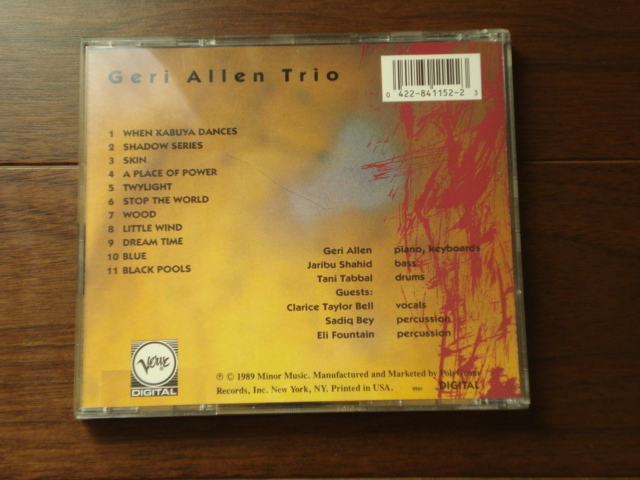 Geri Allen Trio
0 422-841152-2 3
1 WHEN KABUYA DANCES
2 SHADOW SERIES
3 SKIN
4 A PLACE OF POWER
5 TWYLIGHT
6 STOP THE WORLD
7 WOOD
8 LITTLE WIND
9 DREAM TIME
10 BLUE
11 BLACK POOLS
Geri Allen piano, keyboards
Jaribu Shahid bass
Tani Tabbal drums
Guests:
Clarice Taylor Bell vocals
Sadiq Bey percussion
Eli Fountain percussion
Verve
DIGITAL
℗ © 1989 Minor Music. Manufactured and Marketed by PolyGram
Records, Inc. New York, NY. Printed in USA.
DIGITAL